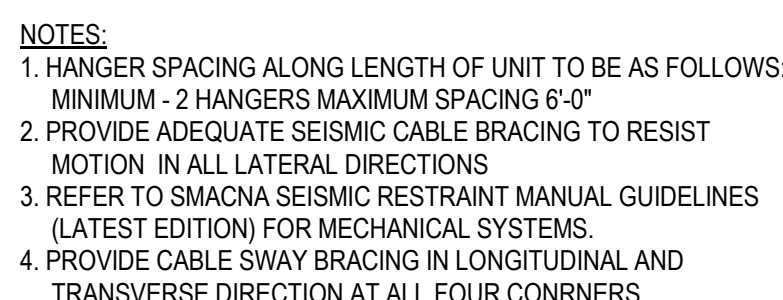 NOTES:
1. HANGER SPACING ALONG LENGTH OF UNIT TO BE AS FOLLOWS:
MINIMUM - 2 HANGERS MAXIMUM SPACING 6'-0"
2. PROVIDE ADEQUATE SEISMIC CABLE BRACING TO RESIST
MOTION IN ALL LATERAL DIRECTIONS
3. REFER TO SMACNA SEISMIC RESTRAINT MANUAL GUIDELINES
(LATEST EDITION) FOR MECHANICAL SYSTEMS.
4. PROVIDE CABLE SWAY BRACING IN LONGITUDINAL AND
TRANSVERSE DIRECTION AT ALL FOUR CONRNERS